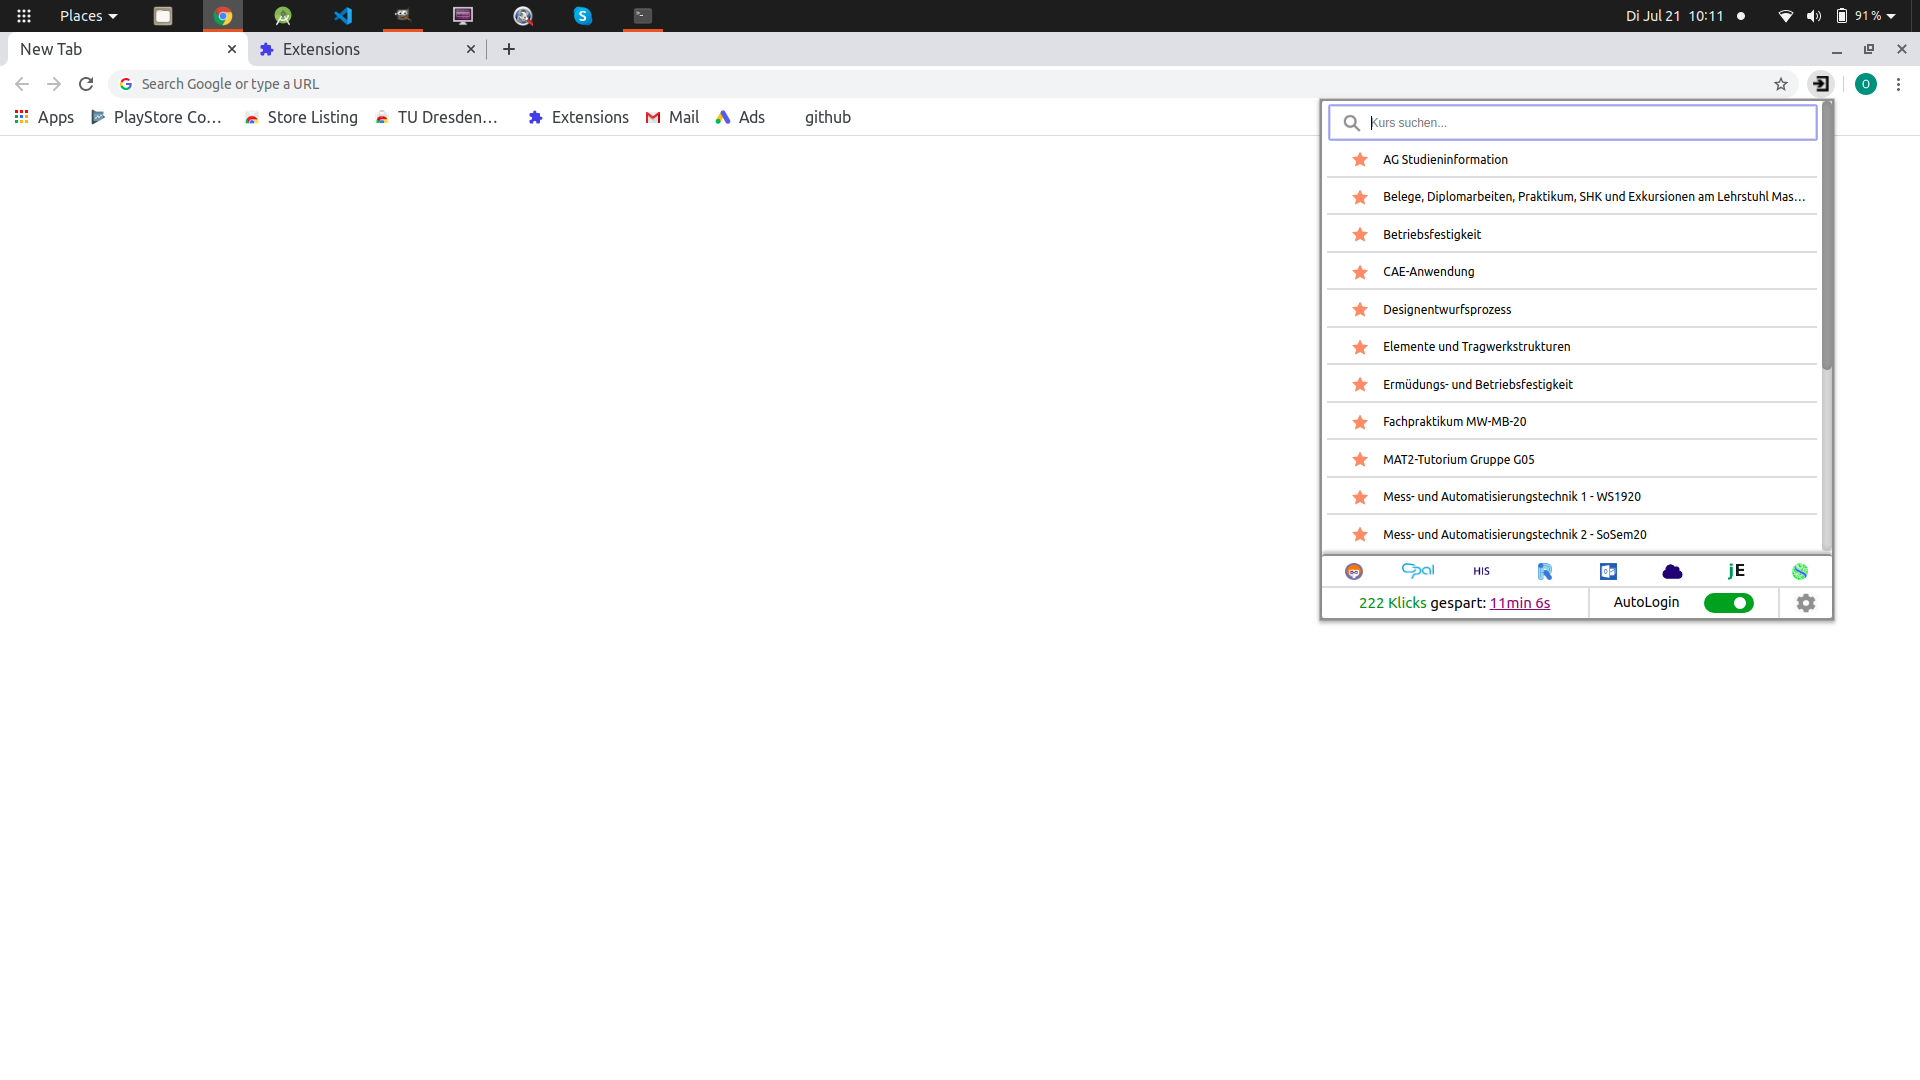 Places
Di Jul 21 10:11
91 %
New Tab
Extensions
Search Google or type a URL
O
Apps
PlayStore Co…
Store Listing
TU Dresden…
Extensions
Mail
Ads
github
Kurs suchen...
AG Studieninformation
Belege, Diplomarbeiten, Praktikum, SHK und Exkursionen am Lehrstuhl Mas...
Betriebsfestigkeit
CAE-Anwendung
Designentwurfsprozess
Elemente und Tragwerkstrukturen
Ermüdungs- und Betriebsfestigkeit
Fachpraktikum MW-MB-20
MAT2-Tutorium Gruppe G05
Mess- und Automatisierungstechnik 1 - WS1920
Mess- und Automatisierungstechnik 2 - SoSem20
Opal
HIS
jE
222 Klicks gespart: 11min 6s
AutoLogin